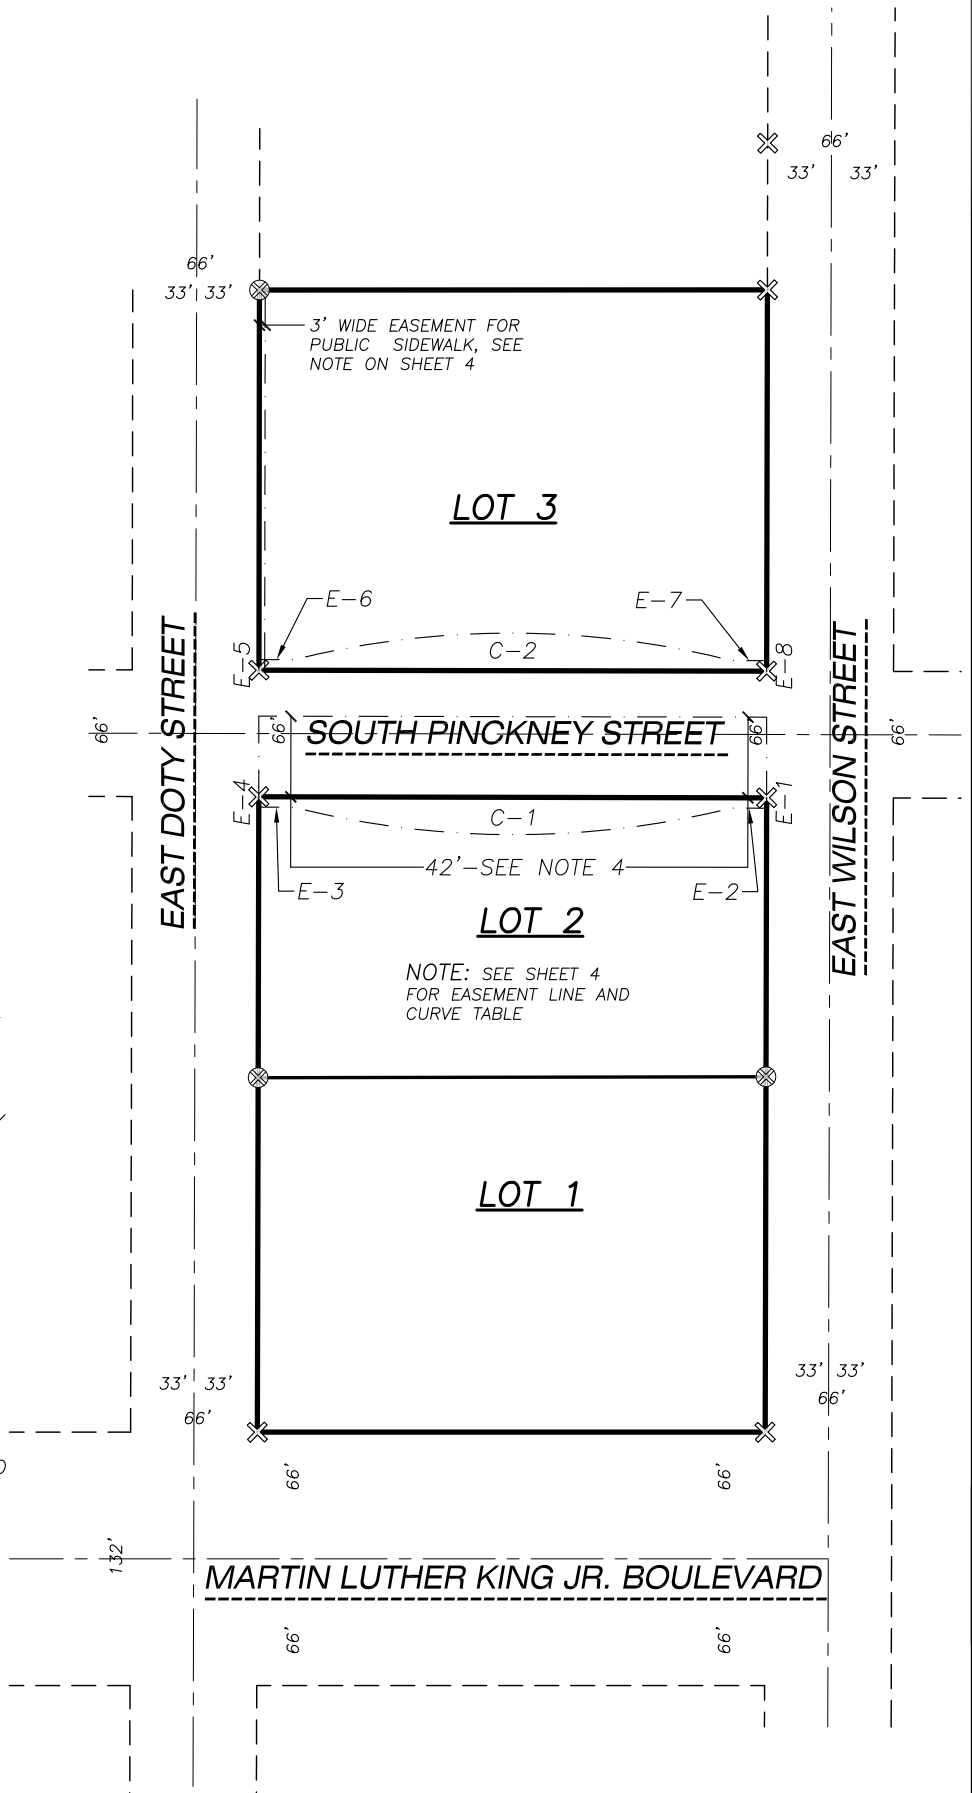 66'
33' 33'
66'
33' 33'
3' WIDE EASEMENT FOR
PUBLIC SIDEWALK, SEE
NOTE ON SHEET 4
LOT 3
E-6
E-7
E-5
C-2
E-8
EAST DOTY STREET
EAST WILSON STREET
66'
66'
SOUTH PINCKNEY STREET
66'
66'
E-4
C-1
E-1
42'-SEE NOTE 4
E-3
E-2
LOT 2
NOTE: SEE SHEET 4
FOR EASEMENT LINE AND
CURVE TABLE
LOT 1
33' 33'
66'
33' 33'
66'
66'
66'
132'
MARTIN LUTHER KING JR. BOULEVARD
66'
66'